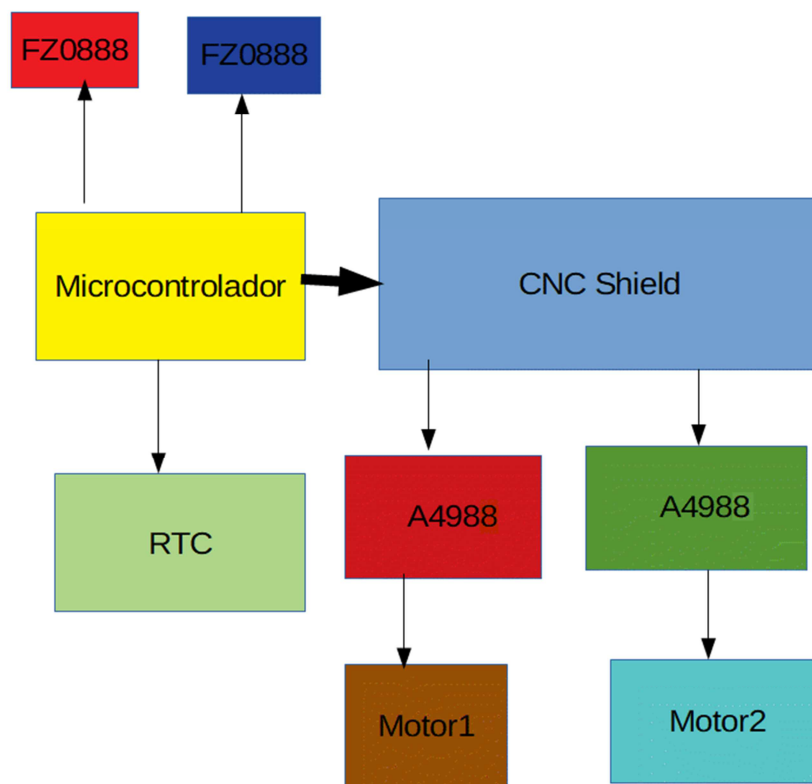 FZ0888
FZ0888
Microcontrolador
CNC Shield
RTC
A4988
A4988
Motor1
Motor2